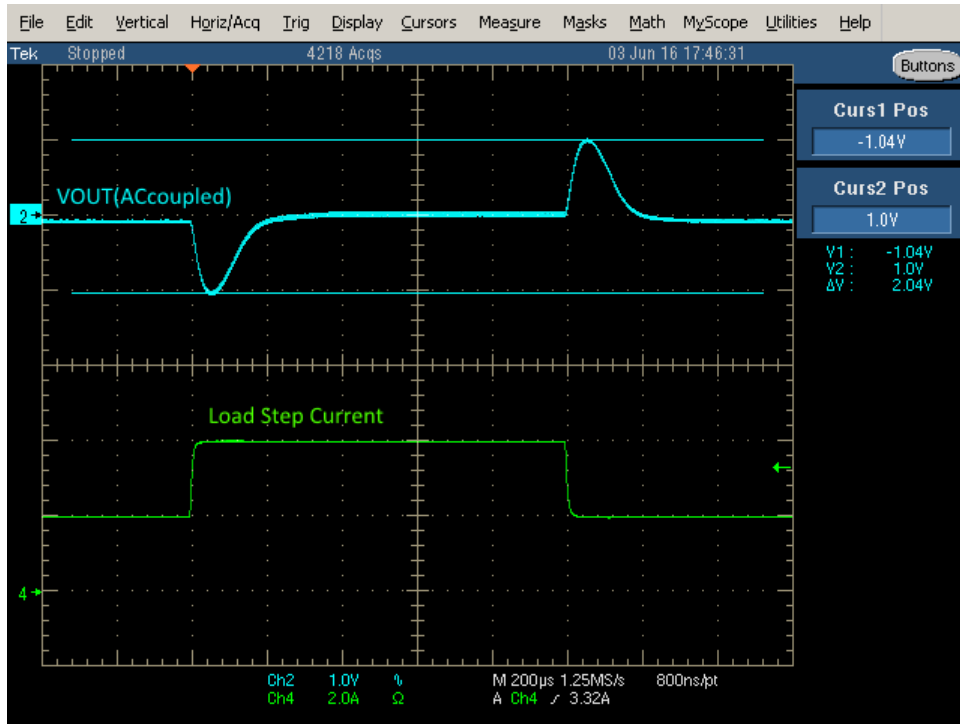 File Edit Vertical Horiz/Acq Trig Display Cursors Measure Masks Math MyScope Utilities Help
Tek Stopped 4218 Acqs 03 Jun 16 17:46:31
Buttons
Curs1 Pos
-1.04V
Curs2 Pos
1.0V
V1 : -1.04V
V2 : 1.0V
ΔV : 2.04V
VOUT(ACcoupled)
2
Load Step Current
4
Ch2 1.0V M 200µs 1.25MS/s 800ns/pt
Ch4 2.0A Ω A Ch4 3.32A